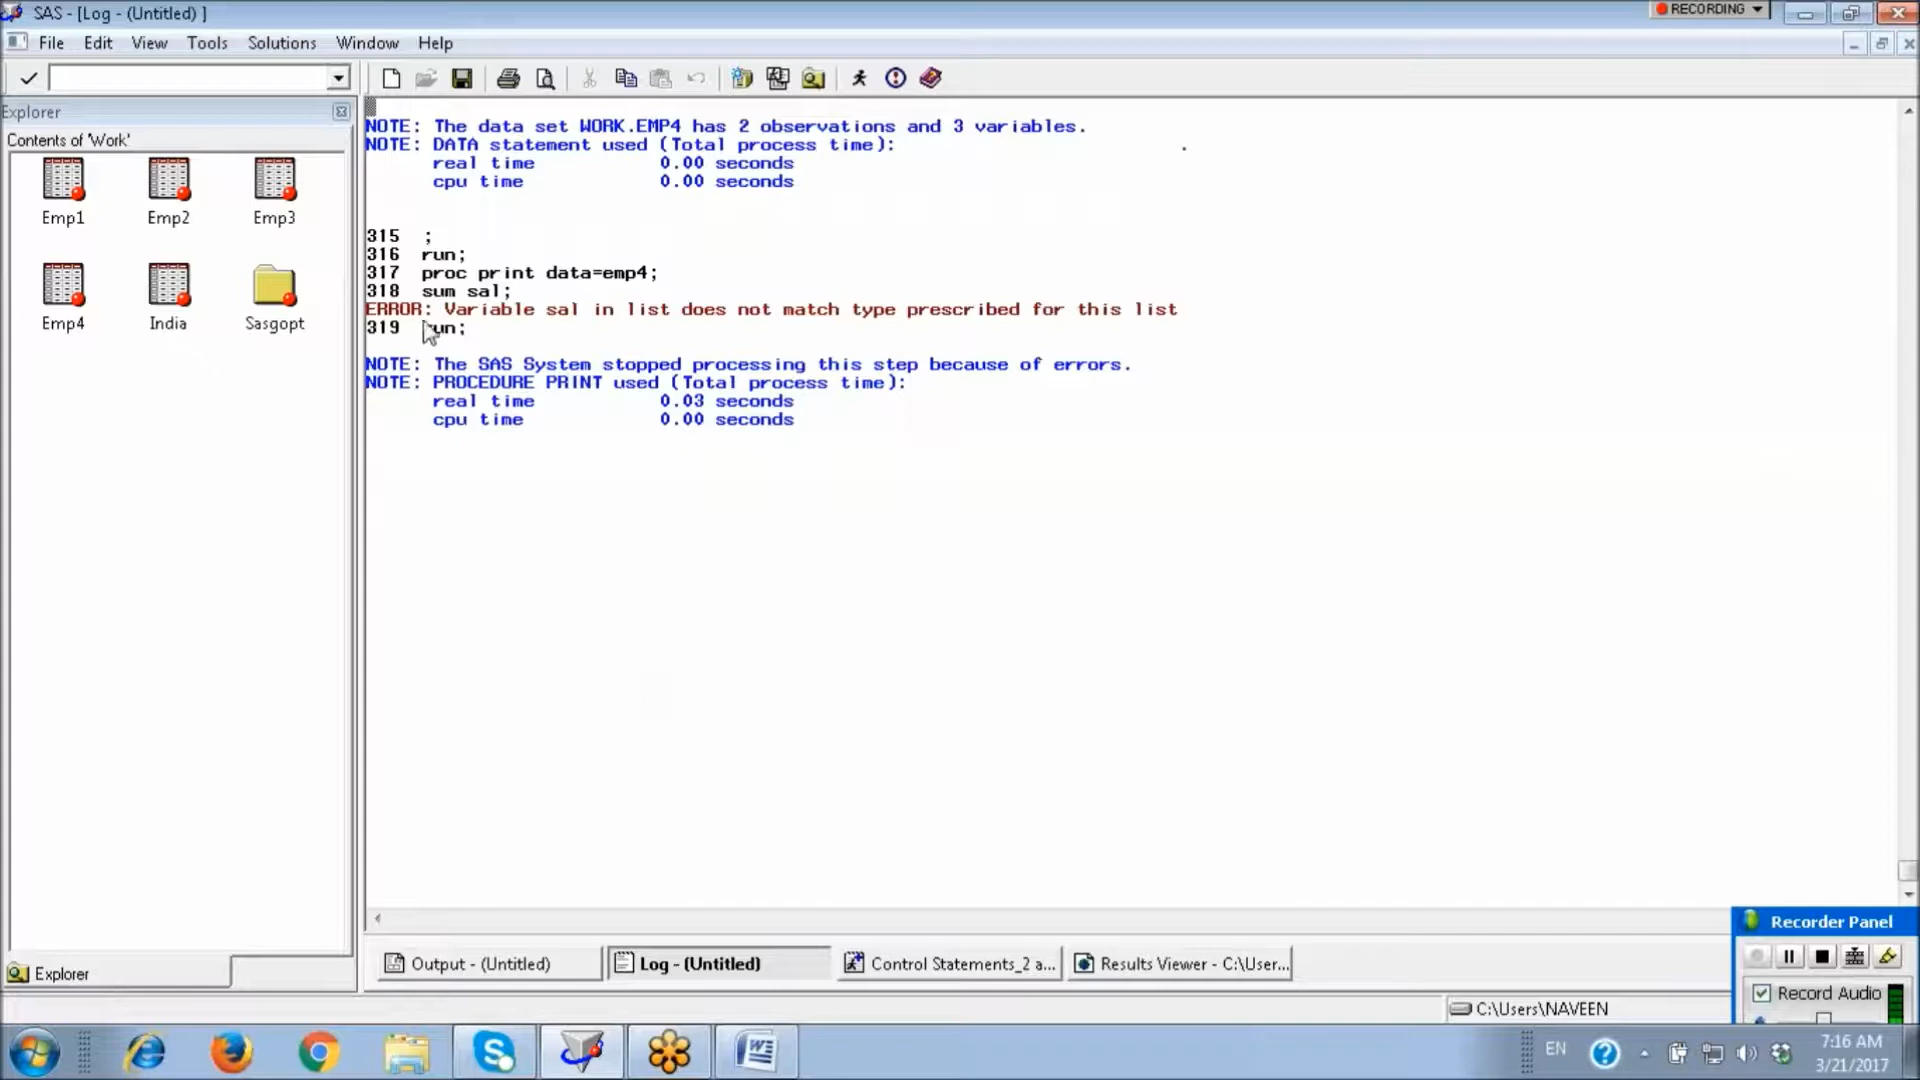 SAS - [Log - (Untitled) ]
RECORDING
File Edit View Tools Solutions Window Help
Explorer
Contents of 'Work'
Emp1 Emp2 Emp3
Emp4 India Sasgopt
NOTE: The data set WORK.EMP4 has 2 observations and 3 variables.
NOTE: DATA statement used (Total process time):
real time 0.00 seconds
cpu time 0.00 seconds
315 ;
316 run;
317 proc print data=emp4;
318 sum sal;
ERROR: Variable sal in list does not match type prescribed for this list
319 run;
NOTE: The SAS System stopped processing this step because of errors.
NOTE: PROCEDURE PRINT used (Total process time):
real time 0.03 seconds
cpu time 0.00 seconds
Recorder Panel
Output - (Untitled) Log - (Untitled) Control Statements_2 a... Results Viewer - C:\User...
Explorer
Record Audio
C:\Users\NAVEEN
EN
7:16 AM
3/21/2017